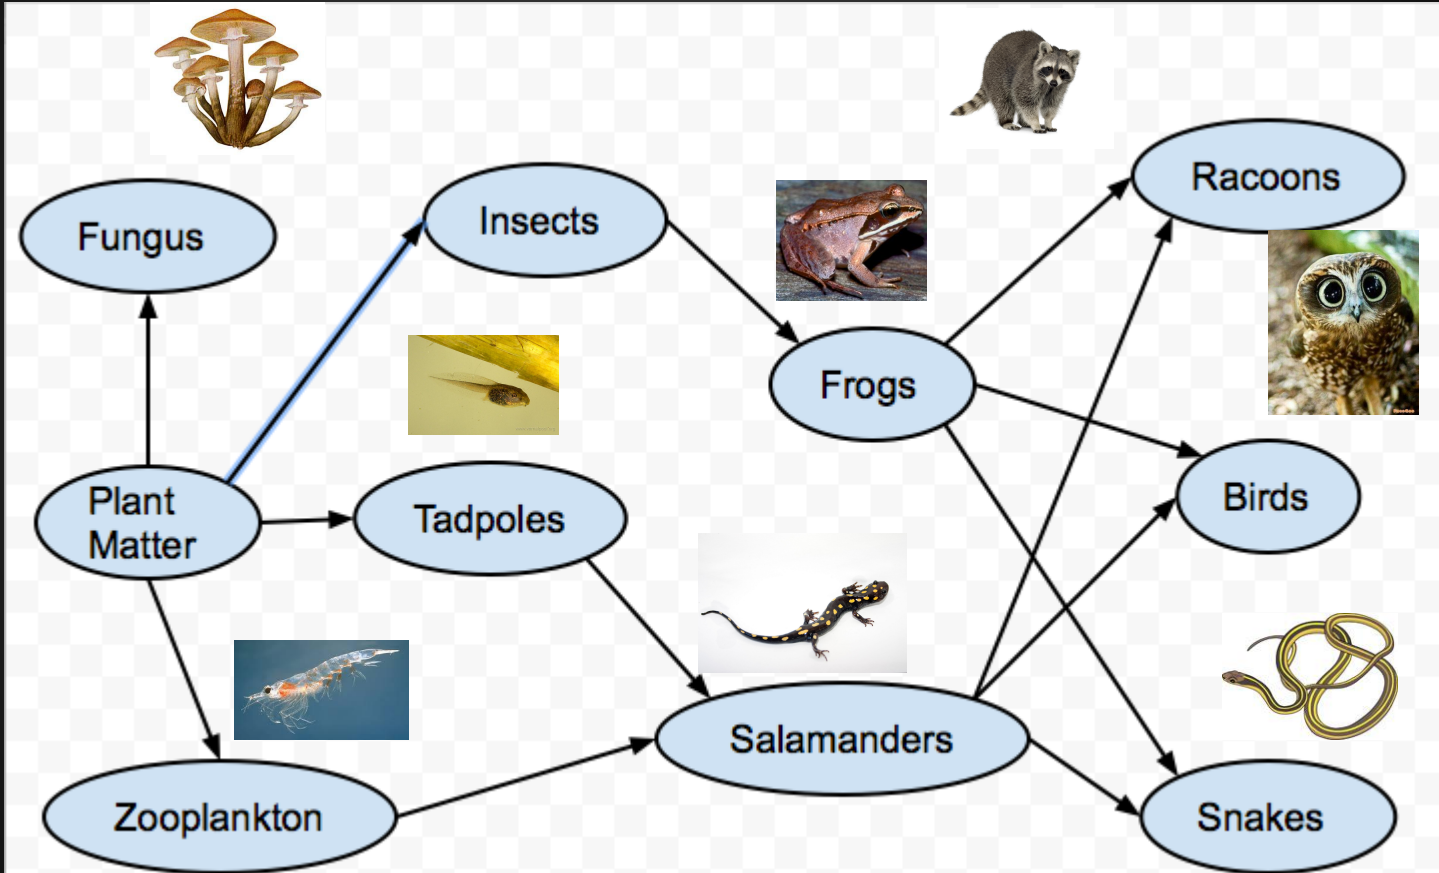 Racoons
Fungus
Insects
Frogs
Plant
Matter
Tadpoles
Birds
Salamanders
Zooplankton
Snakes